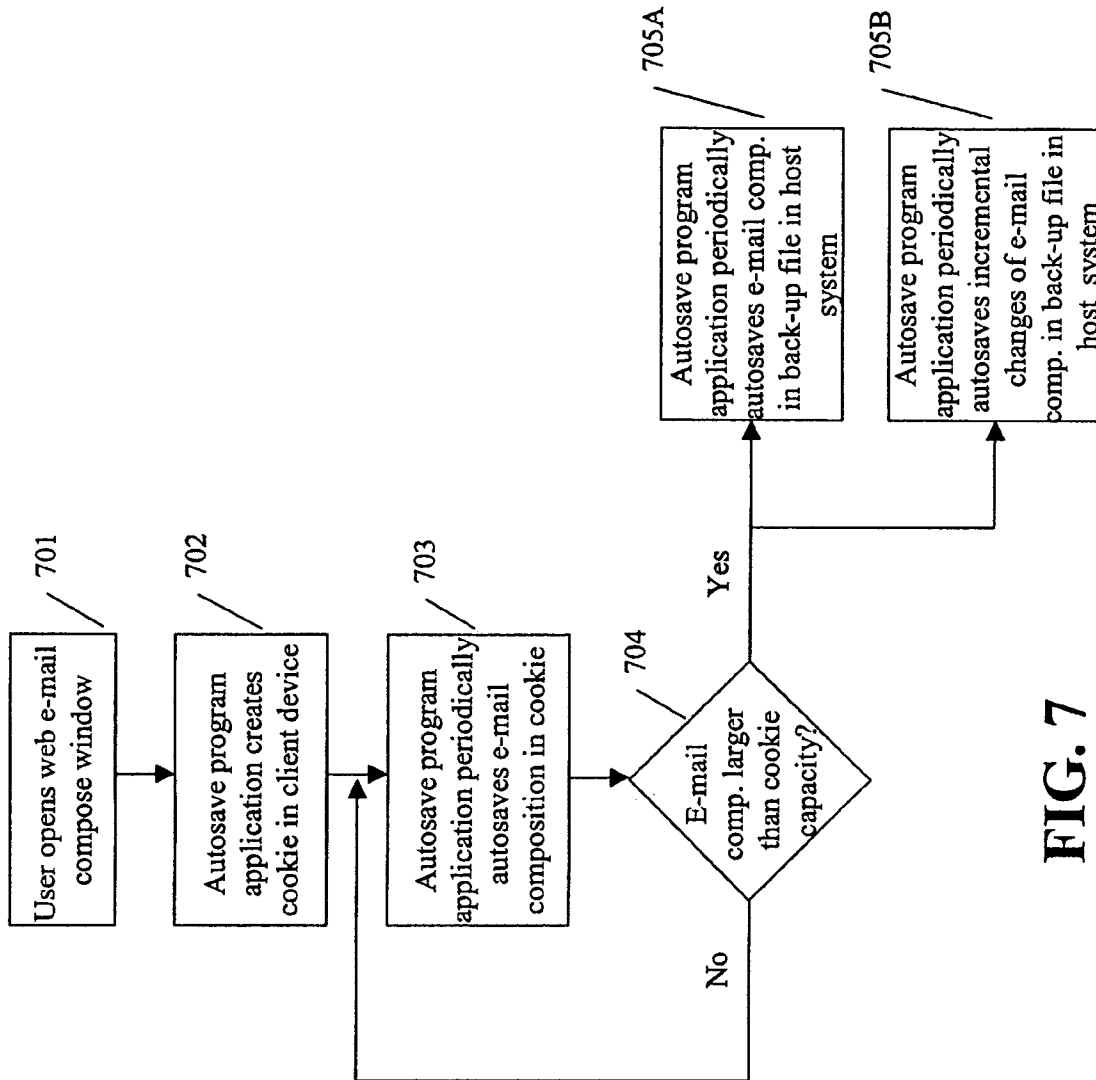 701
User opens web e-mail
compose window
702
Autosave program
application creates
cookie in client device
703
Autosave program
application periodically
autosaves e-mail
composition in cookie
704
E-mail
comp. larger
than cookie
capacity?
No
Yes
705A
Autosave program
application periodically
autosaves e-mail comp.
in back-up file in host
system
705B
Autosave program
application periodically
autosaves incremental
changes of e-mail
comp. in back-up file in
host system
FIG. 7